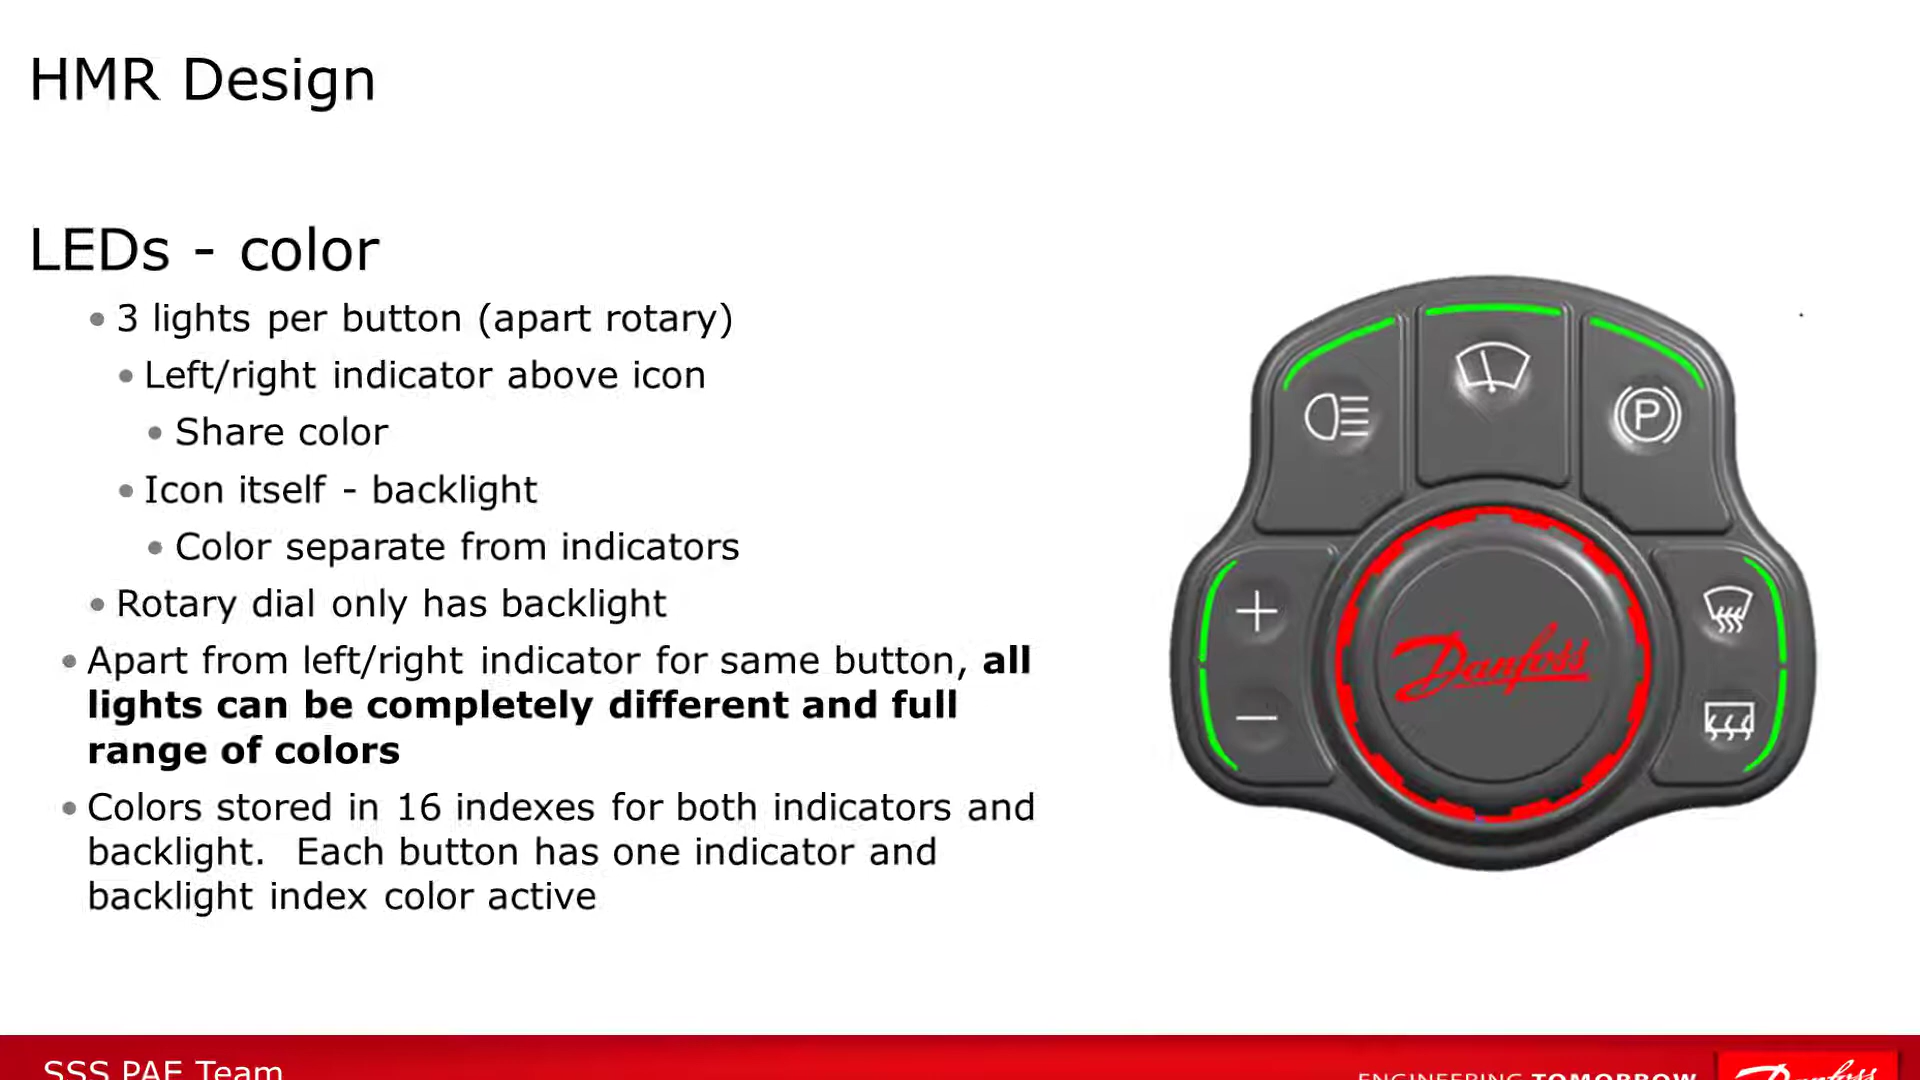 HMR Design
LEDs - color
• 3 lights per button (apart rotary)
• Left/right indicator above icon
• Share color
• Icon itself - backlight
• Color separate from indicators
• Rotary dial only has backlight
• Apart from left/right indicator for same button, all
lights can be completely different and full
range of colors
• Colors stored in 16 indexes for both indicators and
backlight. Each button has one indicator and
backlight index color active
P
Danfoss
SSS PAE Team
ENGINEERING TOMORROW
Danfoss